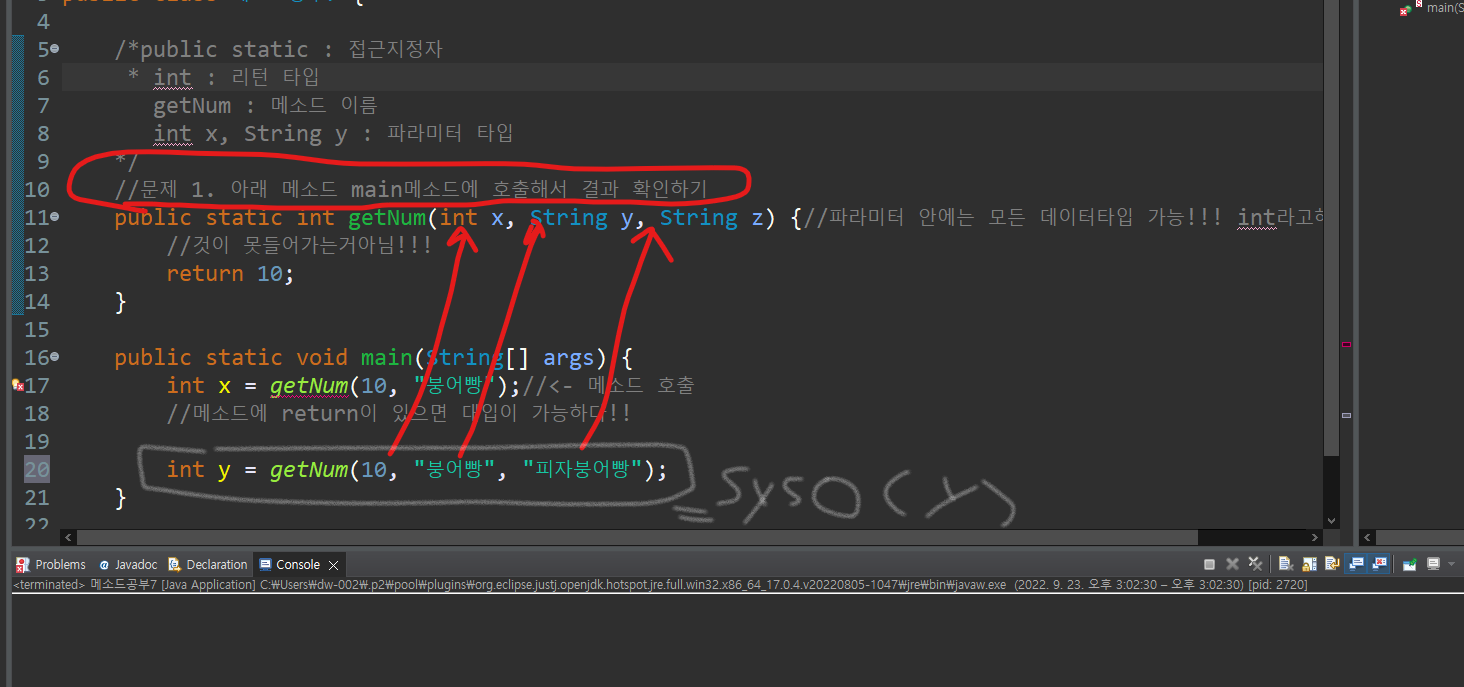 main(S
4
5 /*public static : 접근지정자
6 * int : 리턴 타입
7 getNum : 메소드 이름
8 int x, String y : 파라미터 타입
9 */
10 //문제 1. 아래 메소드 main메소드에 호출해서 결과 확인하기
11 public static int getNum(int x, String y, String z) {//파라미터 안에는 모든 데이터타입 가능!!! int라고해
12 //것이 못들어가는거아님!!!
13 return 10;
14 }
15
16 public static void main(String[] args) {
17 int x = getNum(10, "붕어빵");//<- 메소드 호출
18 //메소드에 return이 있으면 대입이 가능하다!!
19
20 int y = getNum(10, "붕어빵", "피자붕어빵");
syso(y)
21 }
22
Problems @ Javadoc Declaration Console
<terminated> 메소드공부7 [Java Application] C:₩Users₩dw-002₩.p2₩pool₩plugins₩org.eclipse.justj.openjdk.hotspot.jre.full.win32.x86_64_17.0.4.v20220805-1047₩jre₩bin₩javaw.exe (2022. 9. 23. 오후 3:02:30 – 오후 3:02:30) [pid: 2720]